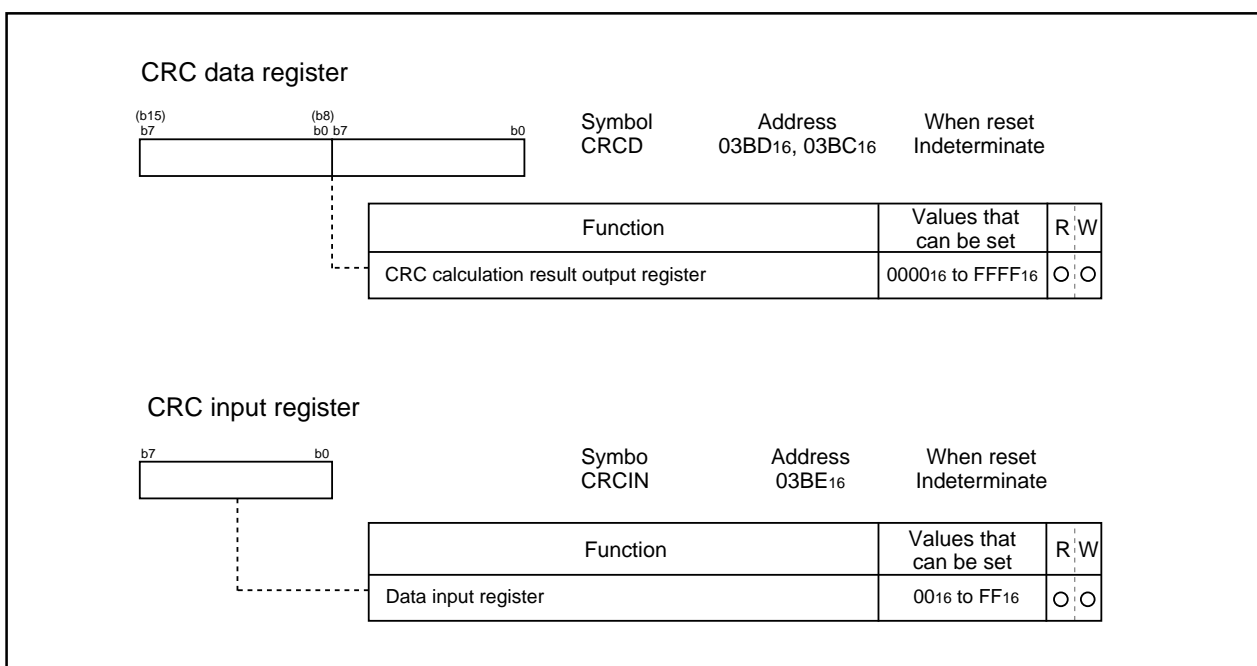 CRC data register
(b15) (b8)
b7 b0 b7 b0
Symbol Address When reset
CRCD 03BD16, 03BC16 Indeterminate
Function Values that can be set R W
CRC calculation result output register 000016 to FFFF16 O O
CRC input register
b7 b0
Symbo Address When reset
CRCIN 03BE16 Indeterminate
Function Values that can be set R W
Data input register 0016 to FF16 O O